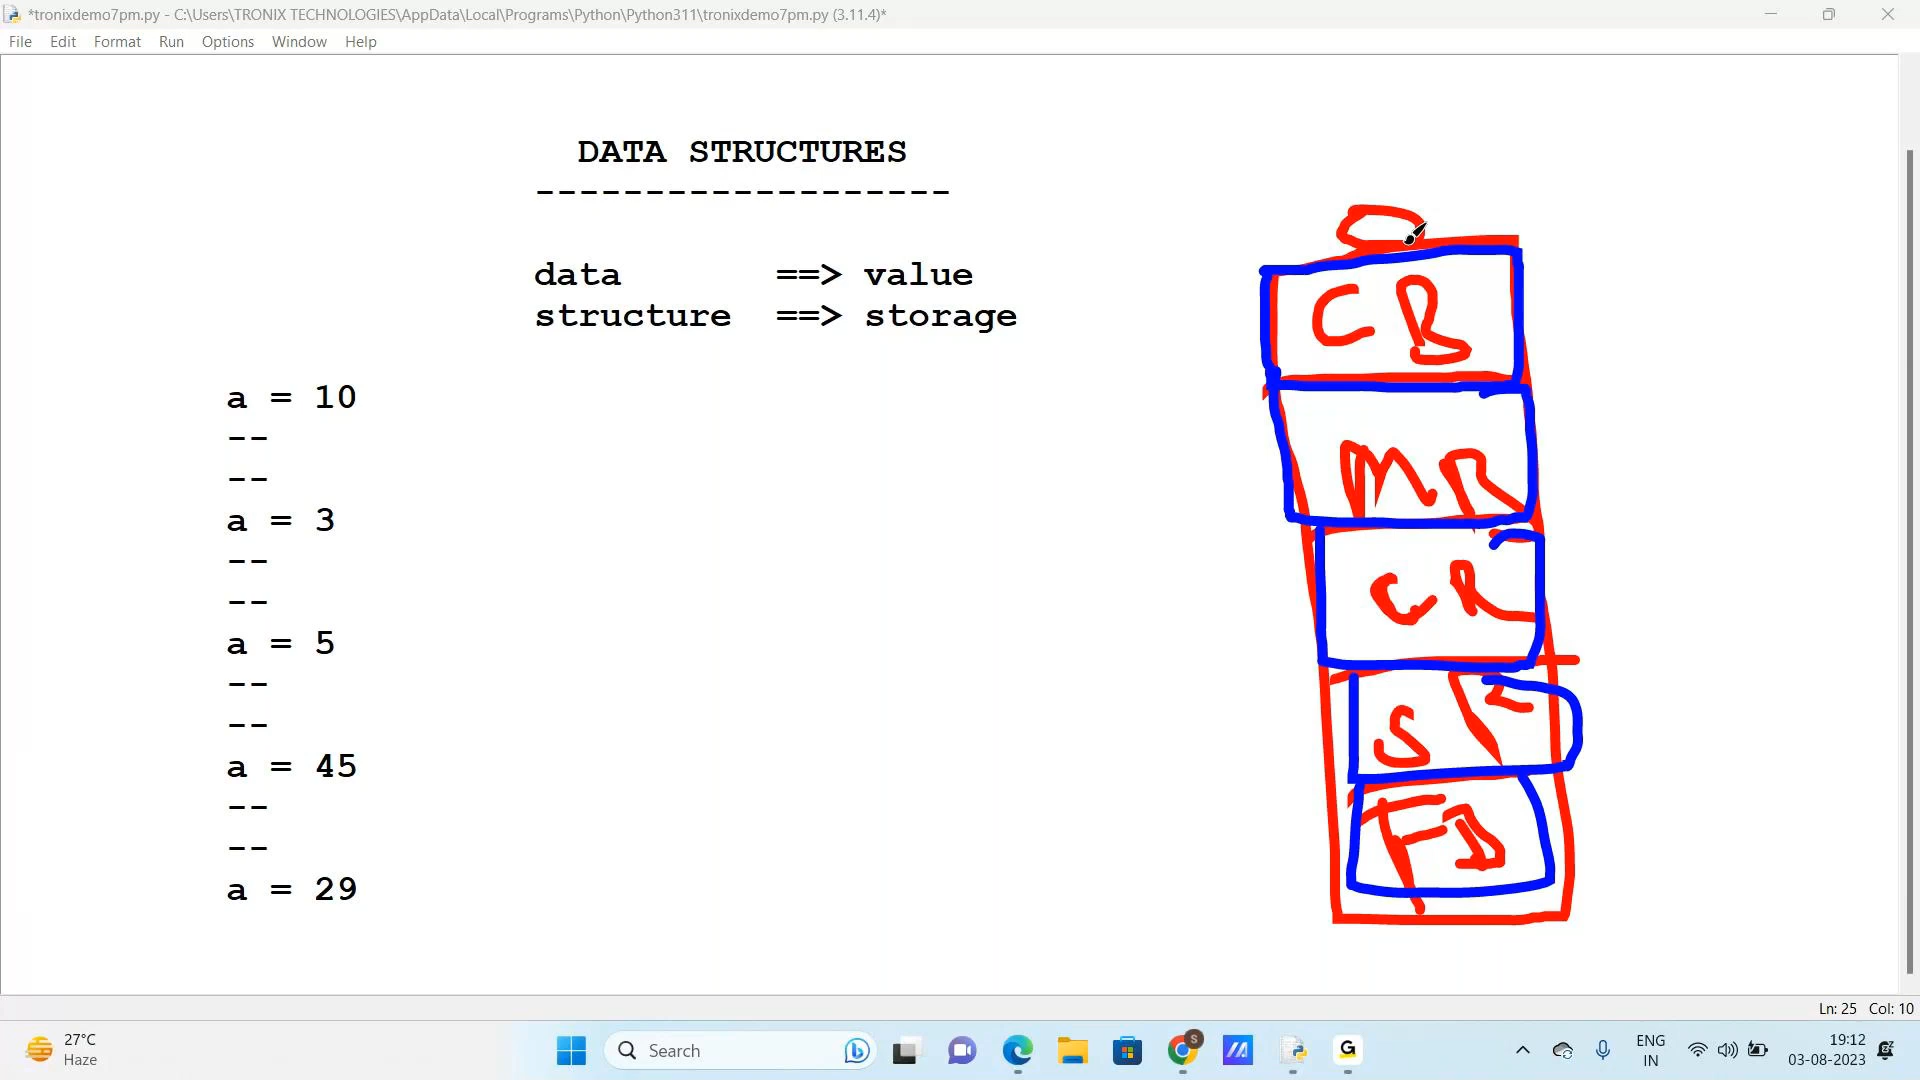 *tronixdemo7pm.py - C:\Users\TRONIX TECHNOLOGIES\AppData\Local\Programs\Python\Python311\tronixdemo7pm.py (3.11.4)*
File Edit Format Run Options Window Help
DATA STRUCTURES
-------------------
data ==> value
structure ==> storage
a = 10
--
--
a = 3
--
--
a = 5
--
--
a = 45
--
--
a = 29
CB
MR
CR
S
FD
Ln: 25 Col: 10
27°C
Haze
Search
ENG
IN
19:12
03-08-2023